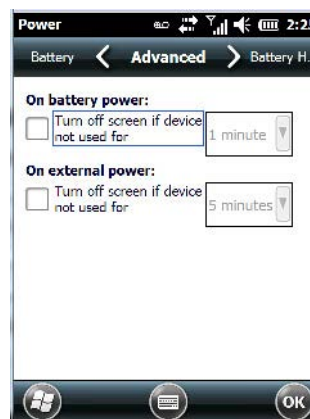 Power 2:25
Battery Advanced Battery H
On battery power:
Turn off screen if device
not used for
1 minute
On external power:
Turn off screen if device
not used for
5 minutes
OK